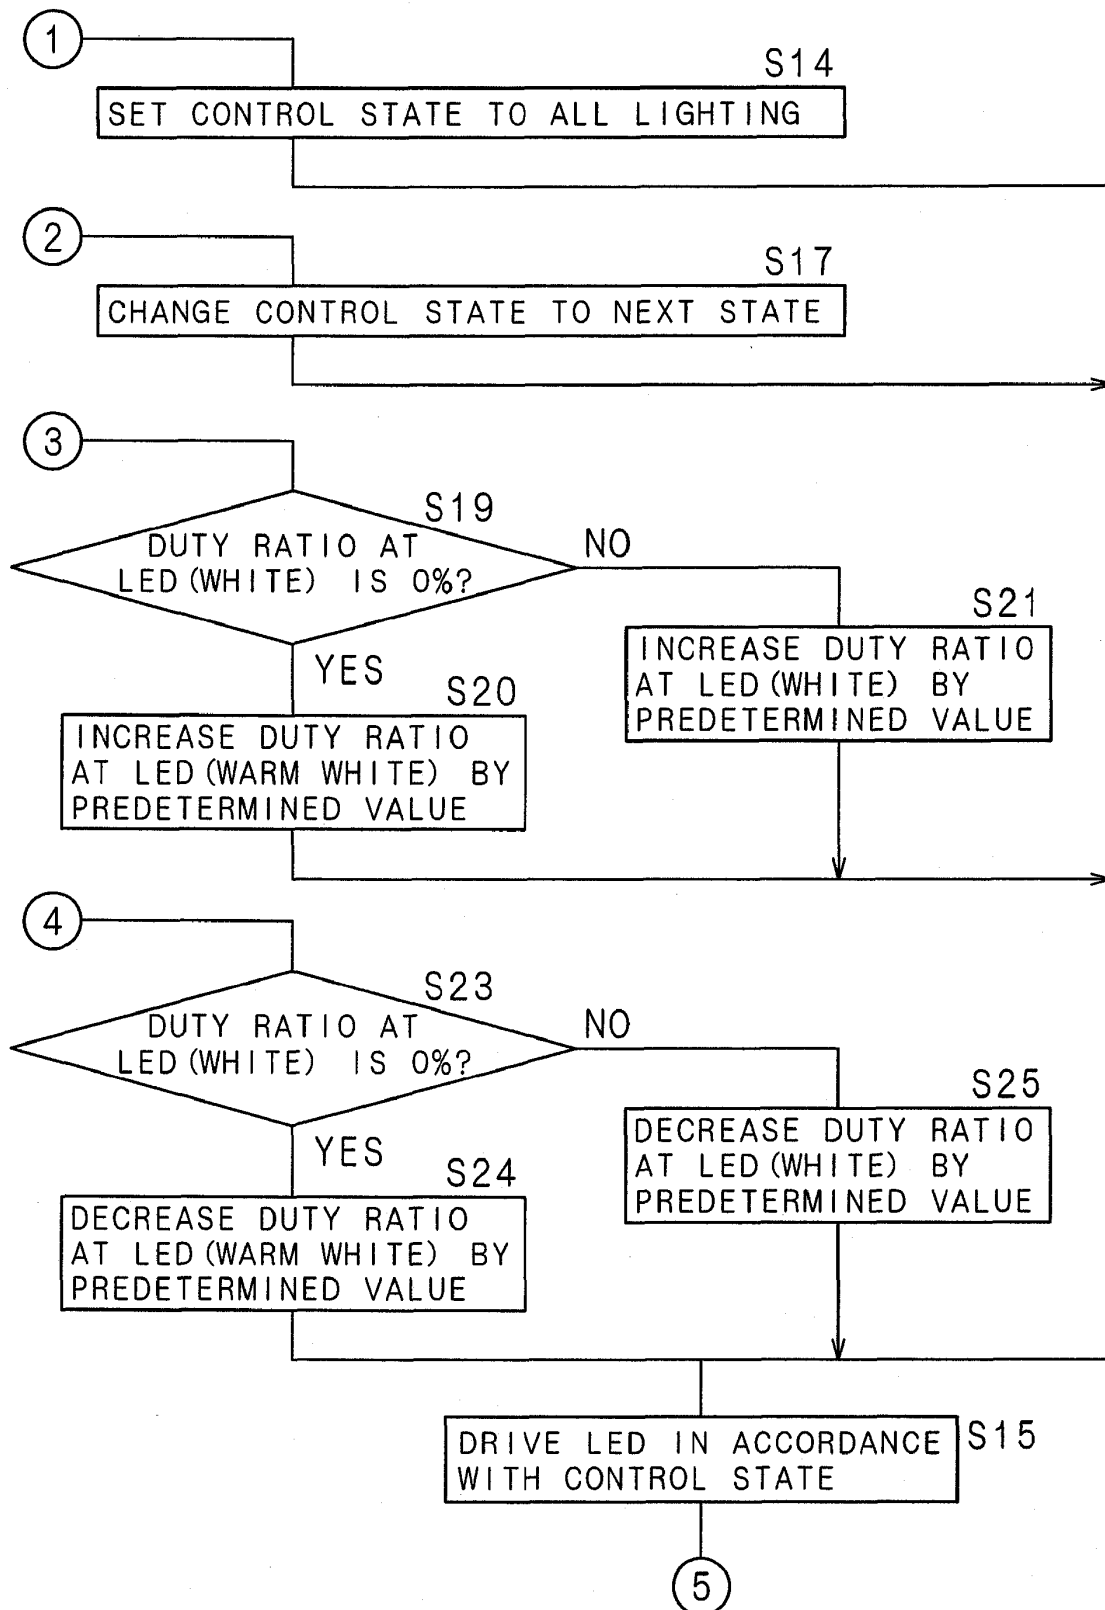 1
S14
SET CONTROL STATE TO ALL LIGHTING
2
S17
CHANGE CONTROL STATE TO NEXT STATE
3
S19
DUTY RATIO AT
LED(WHITE) IS 0%?
NO
YES
S21
INCREASE DUTY RATIO
AT LED(WHITE) BY
PREDETERMINED VALUE
S20
INCREASE DUTY RATIO
AT LED(WARM WHITE) BY
PREDETERMINED VALUE
4
S23
DUTY RATIO AT
LED(WHITE) IS 0%?
NO
YES
S25
DECREASE DUTY RATIO
AT LED(WHITE) BY
PREDETERMINED VALUE
S24
DECREASE DUTY RATIO
AT LED(WARM WHITE) BY
PREDETERMINED VALUE
S15
DRIVE LED IN ACCORDANCE
WITH CONTROL STATE
5